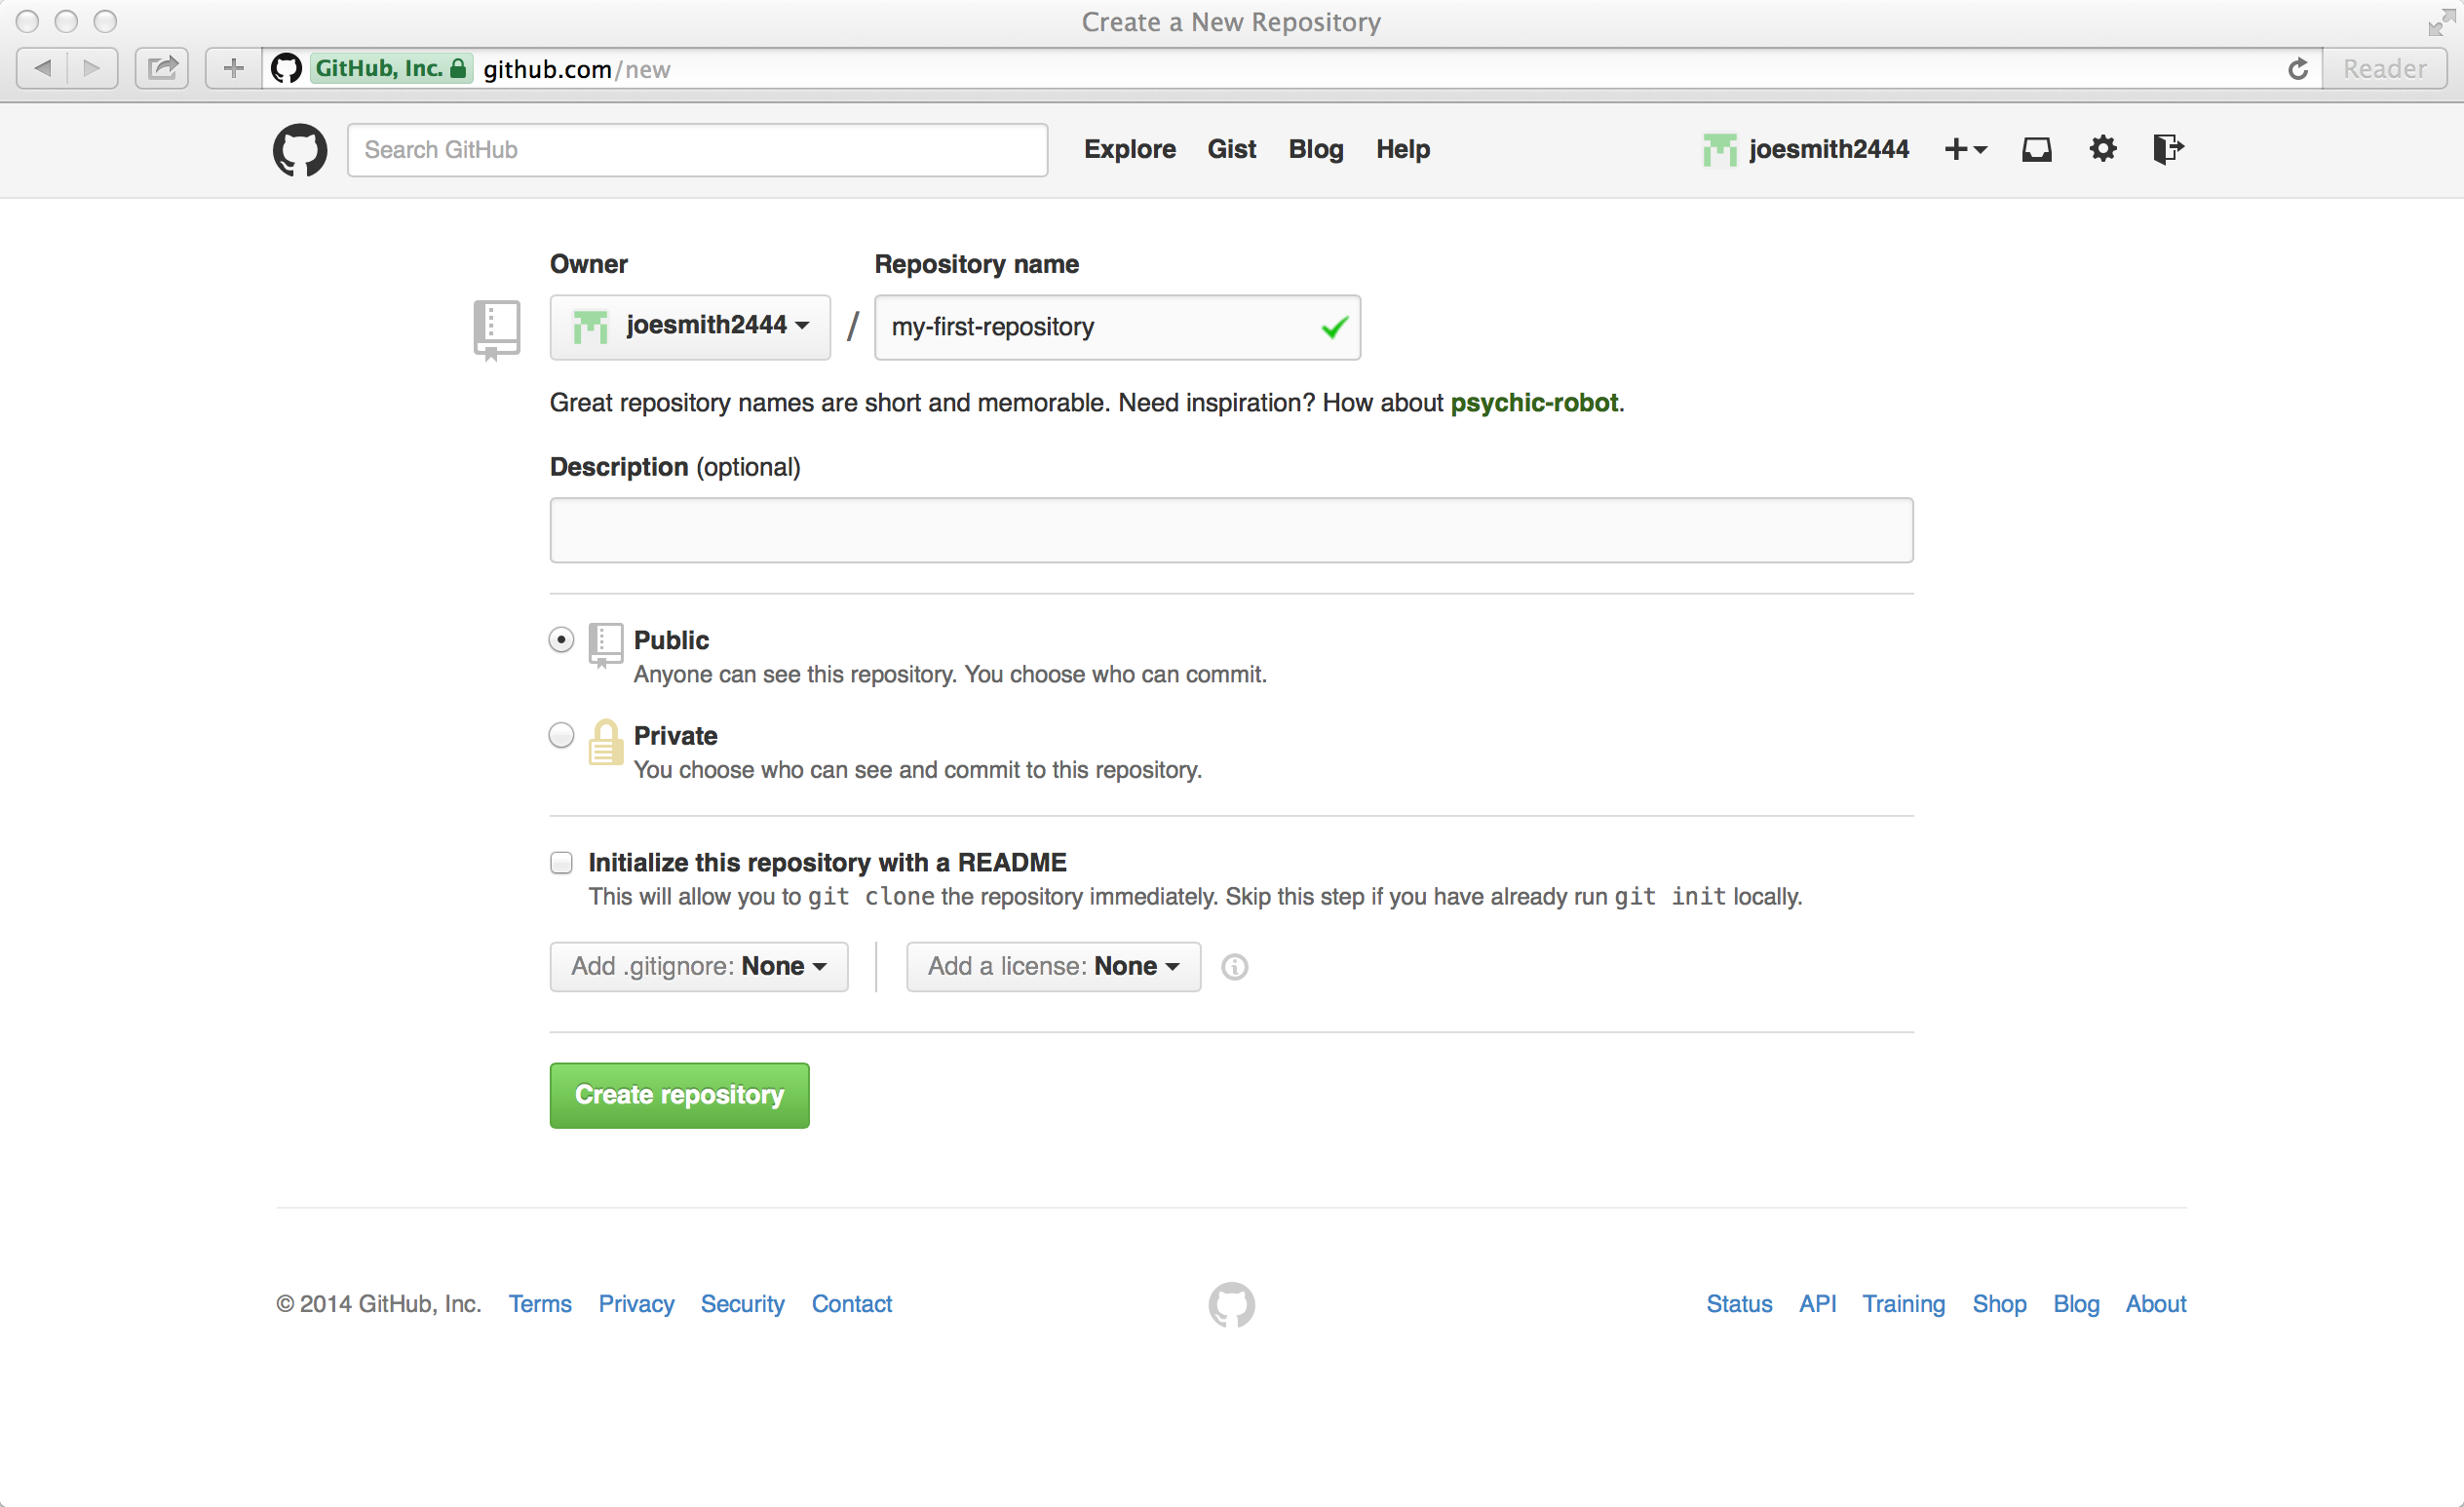 Create a New Repository
GitHub, Inc. github.com/new Reader
Search GitHub Explore Gist Blog Help joesmith2444
Owner Repository name
joesmith2444 / my-first-repository
Great repository names are short and memorable. Need inspiration? How about psychic-robot.
Description (optional)
Public
Anyone can see this repository. You choose who can commit.
Private
You choose who can see and commit to this repository.
Initialize this repository with a README
This will allow you to git clone the repository immediately. Skip this step if you have already run git init locally.
Add .gitignore: None Add a license: None
Create repository
© 2014 GitHub, Inc. Terms Privacy Security Contact Status API Training Shop Blog About